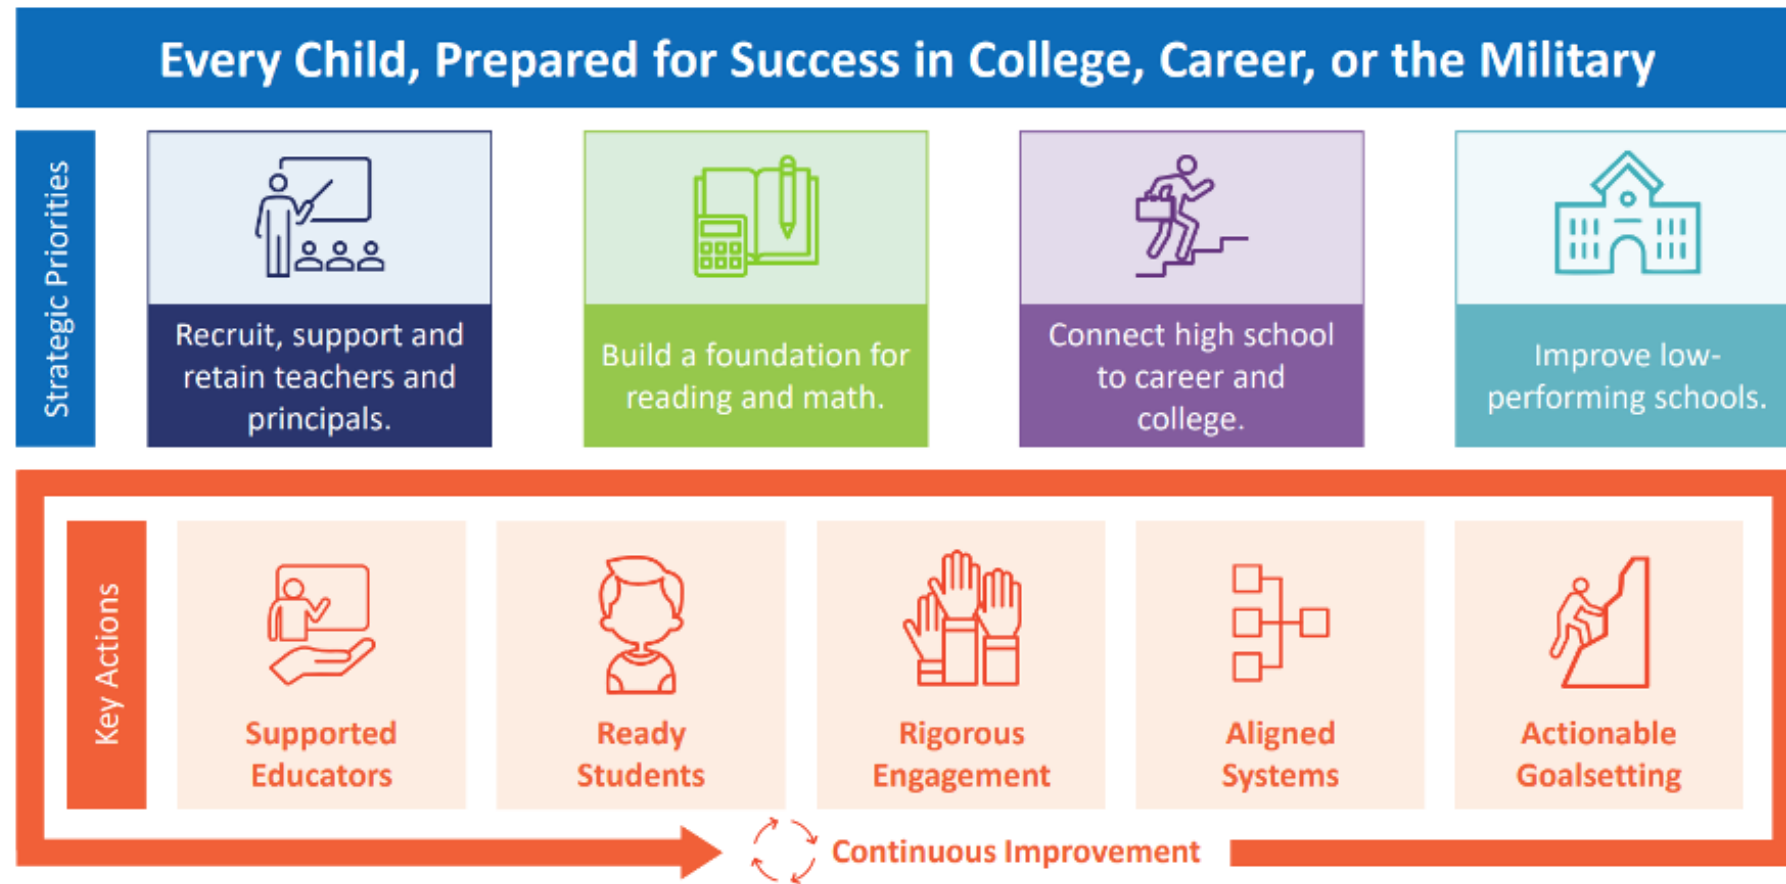 Every Child, Prepared for Success in College, Career, or the Military
Strategic Priorities
Recruit, support and
retain teachers and
principals.
Build a foundation for
reading and math.
Connect high school
to career and
college.
Improve low-
performing schools.
Key Actions
Supported
Educators
Ready
Students
Rigorous
Engagement
Aligned
Systems
Actionable
Goalsetting
Continuous Improvement